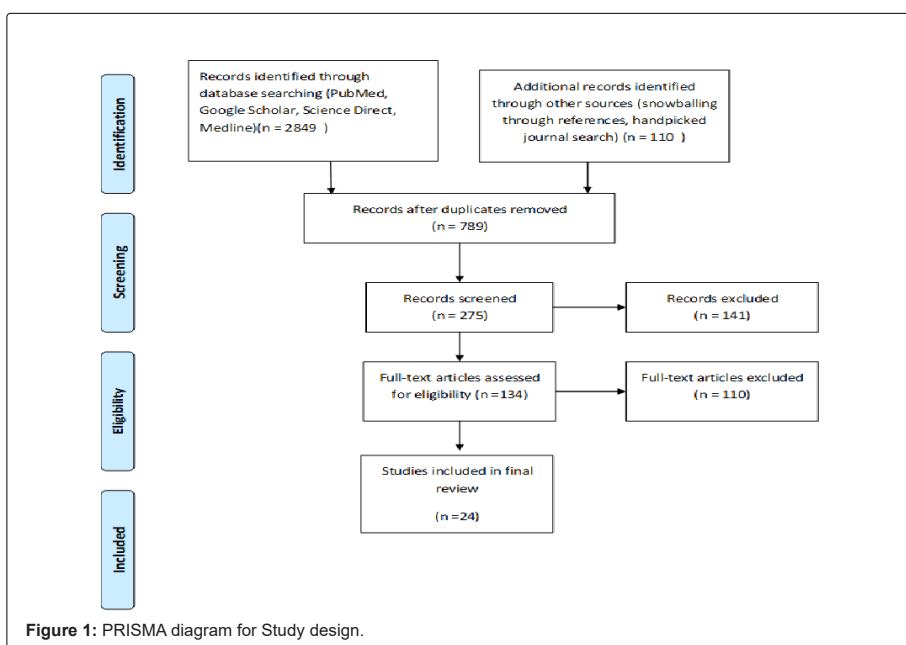 Identification
Records identified through
database searching (PubMed,
Google Scholar, Science Direct,
Medline)(n = 2849  )
Additional records identified
through other sources (snowballing
through references, handpicked
journal search) (n = 110  )
Records after duplicates removed
(n = 789)
Screening
Records screened
(n = 275)
Records excluded
(n = 141)
Eligibility
Full-text articles assessed
for eligibility (n =134)
Full-text articles excluded
(n = 110)
Included
Studies included in final
review
(n =24)
Figure 1: PRISMA diagram for Study design.